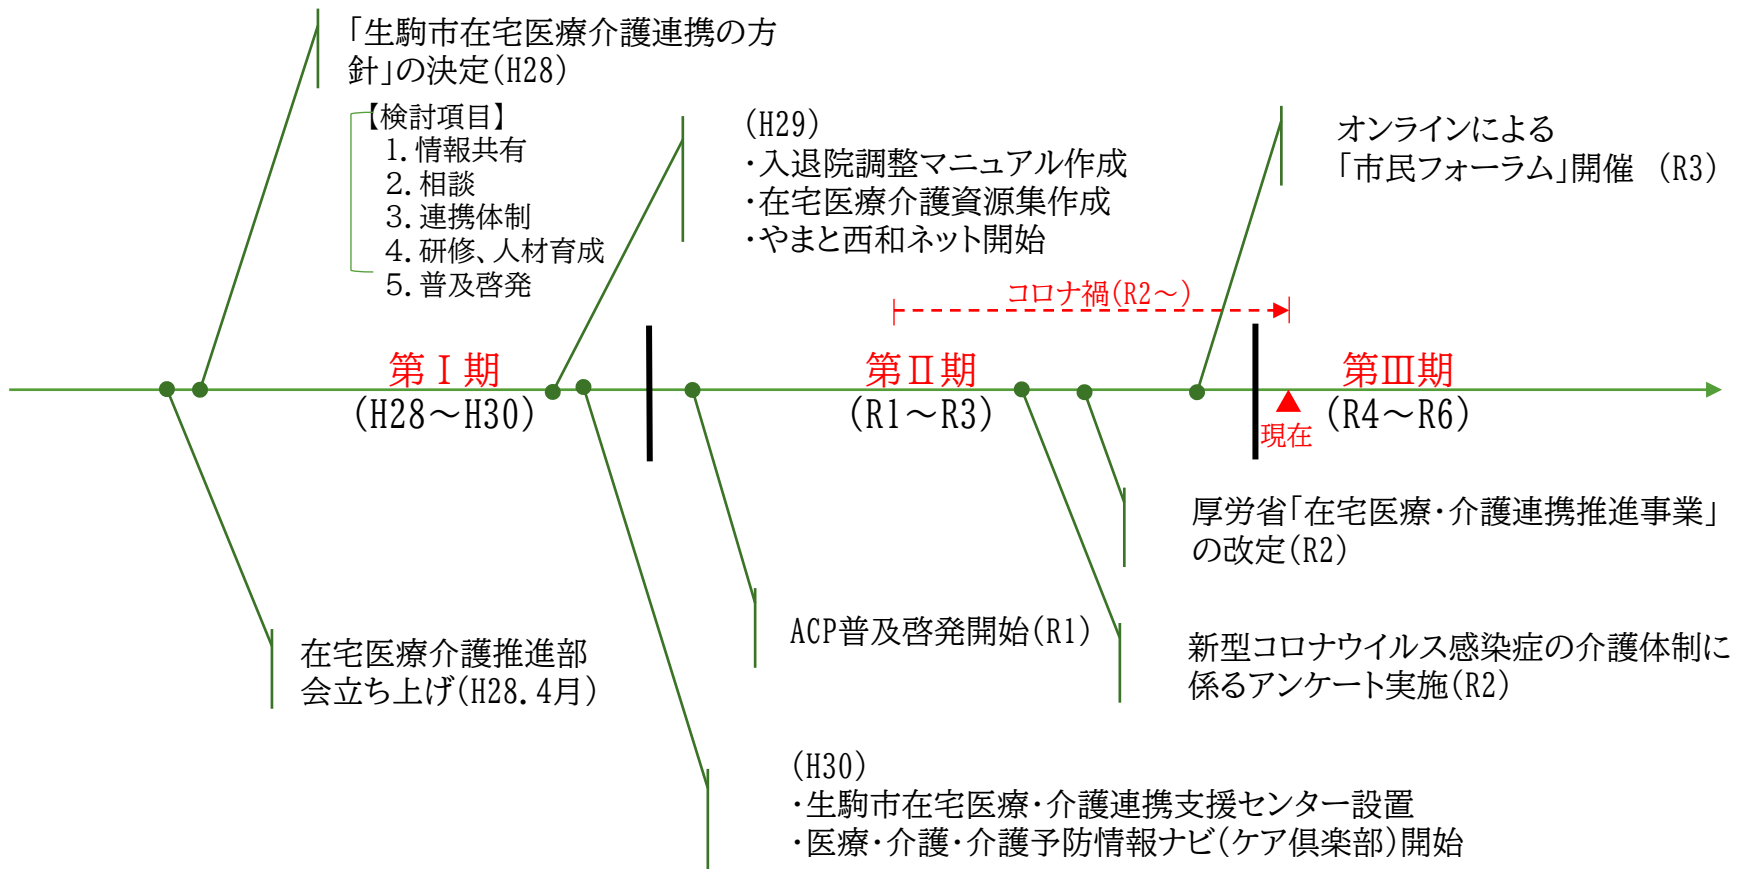 「生駒市在宅医療介護連携の方
針」の決定(H28)
【検討項目】
1.情報共有
2.相談
3.連携体制
4.研修、人材育成
5.普及啓発
(H29)
・入退院調整マニュアル作成
・在宅医療介護資源集作成
・やまと西和ネット開始
オンラインによる
「市民フォーラム」開催 (R3)
コロナ禍(R2～)
第Ⅰ期
(H28～H30)
第Ⅱ期
(R1～R3)
第Ⅲ期
(R4～R6)
現在
厚労省「在宅医療・介護連携推進事業」
の改定(R2)
ACP普及啓発開始(R1)
新型コロナウイルス感染症の介護体制に
係るアンケート実施(R2)
在宅医療介護推進部
会立ち上げ(H28.4月)
(H30)
・生駒市在宅医療・介護連携支援センター設置
・医療・介護・介護予防情報ナビ(ケア倶楽部)開始